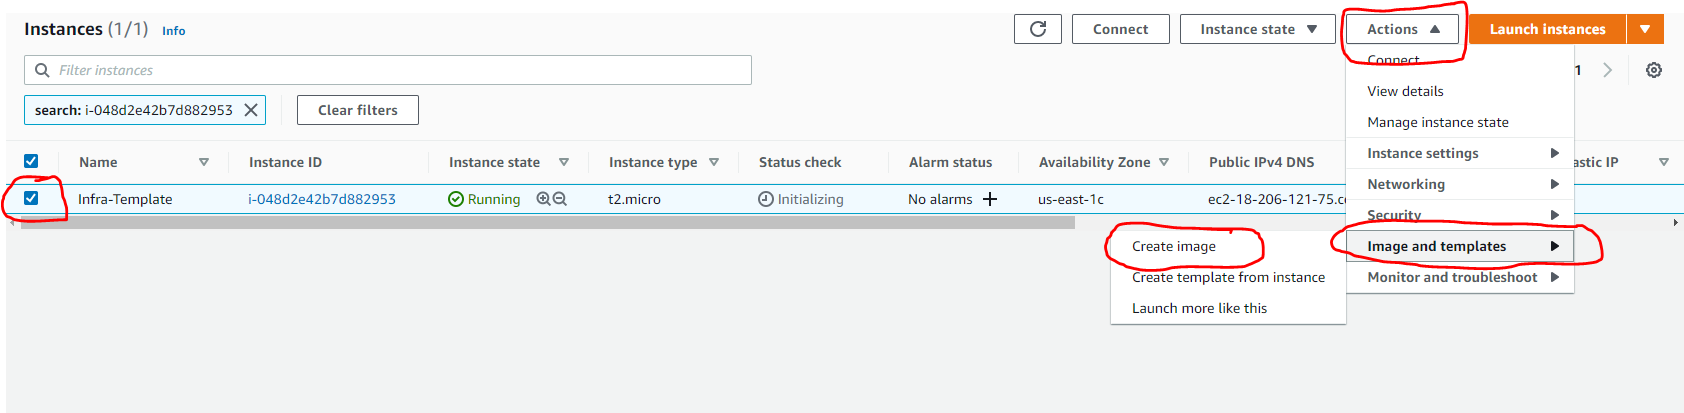 Instances (1/1) Info
Connect
Instance state
Actions
Launch instances
Filter instances
Connect
1
search: i-048d2e42b7d882953
Clear filters
View details
Manage instance state
Name
Instance ID
Instance state
Instance type
Status check
Alarm status
Availability Zone
Public IPv4 DNS
Instance settings
astic IP
Networking
Infra-Template
i-048d2e42b7d882953
Running
t2.micro
Initializing
No alarms
us-east-1c
ec2-18-206-121-75.co
Security
Create image
Image and templates
Create template from instance
Monitor and troubleshoot
Launch more like this